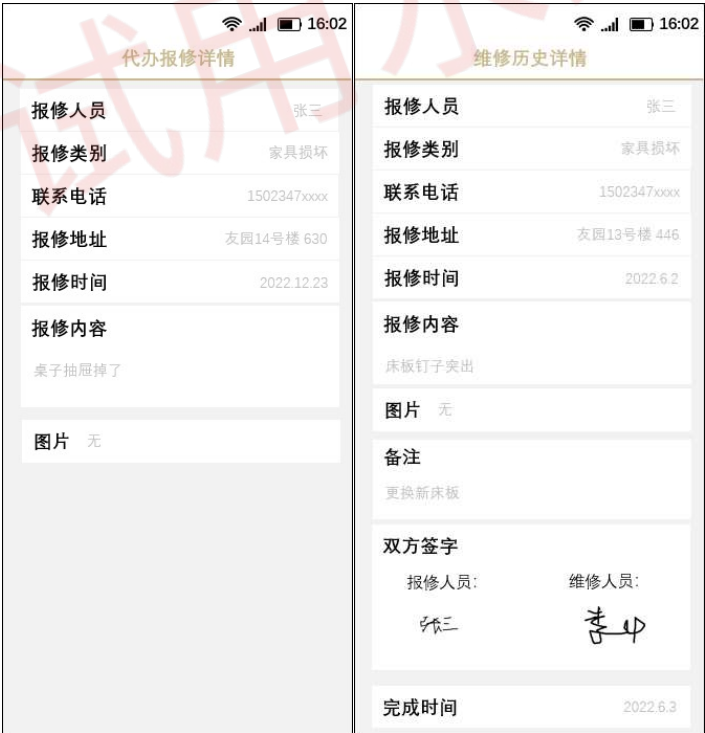 16:02
代办报修详情
报修人员 张三
报修类别 家具损坏
联系电话 1502347xxxx
报修地址 友园14号楼 630
报修时间 2022.12.23
报修内容
桌子抽屉掉了
图片 无
16:02
维修历史详情
报修人员 张三
报修类别 家具损坏
联系电话 1502347xxxx
报修地址 友园13号楼 446
报修时间 2022.6.2
报修内容
床板钉子突出
图片 无
备注
更换新床板
双方签字
报修人员: 维修人员:
张三
完成时间 2022.6.3
试用水